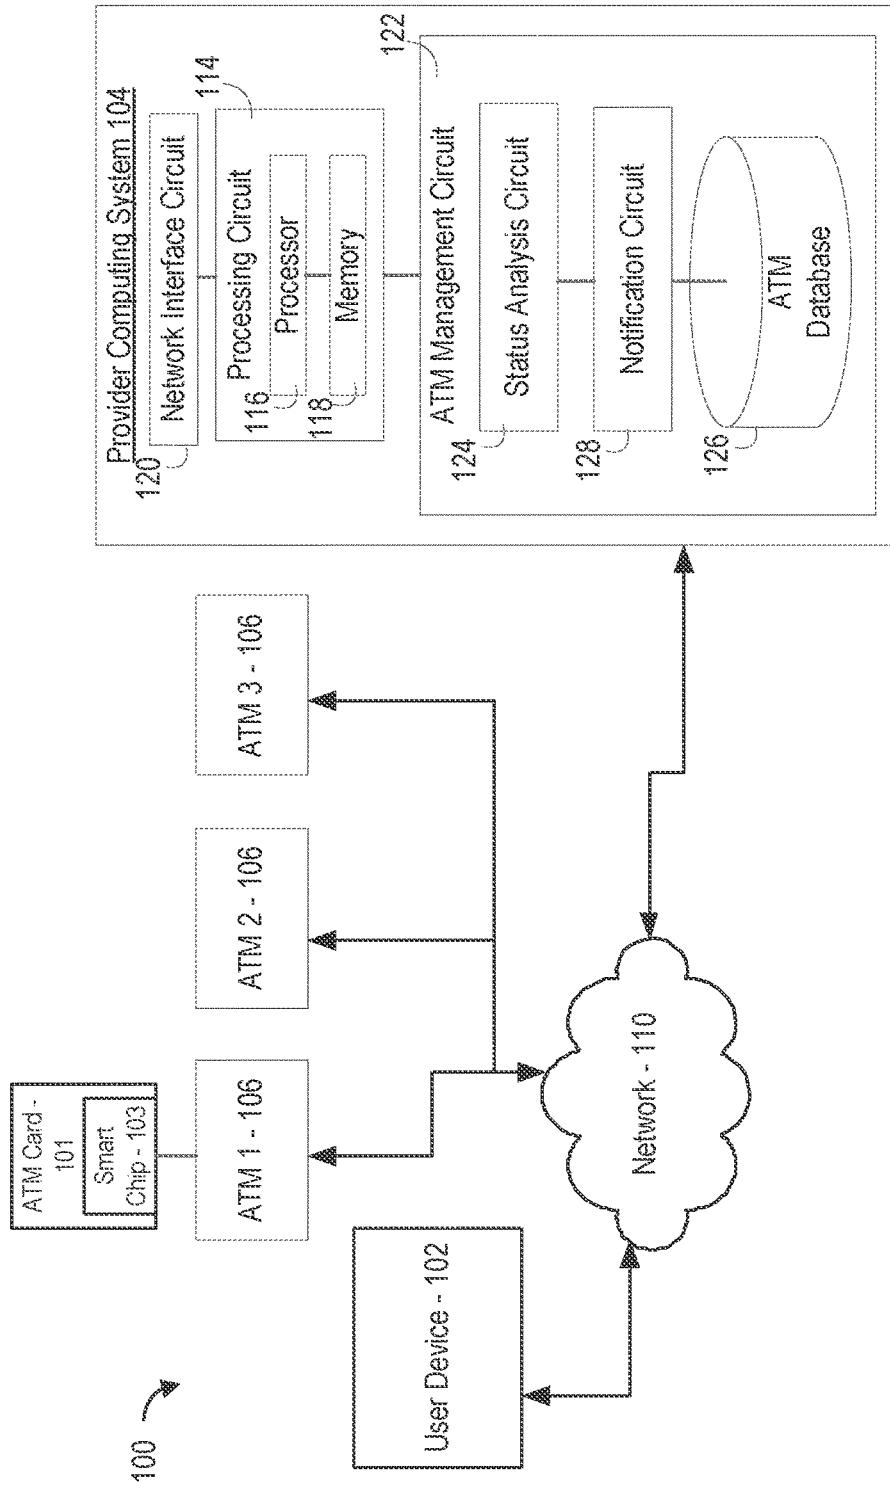 100
ATM Card -
101
Smart
Chip - 103
ATM 1 - 106
ATM 2 - 106
ATM 3 - 106
User Device - 102
Network - 110
Provider Computing System 104
120
Network Interface Circuit
114
Processing Circuit
116
Processor
118
Memory
122
ATM Management Circuit
124
Status Analysis Circuit
128
Notification Circuit
126
ATM
Database